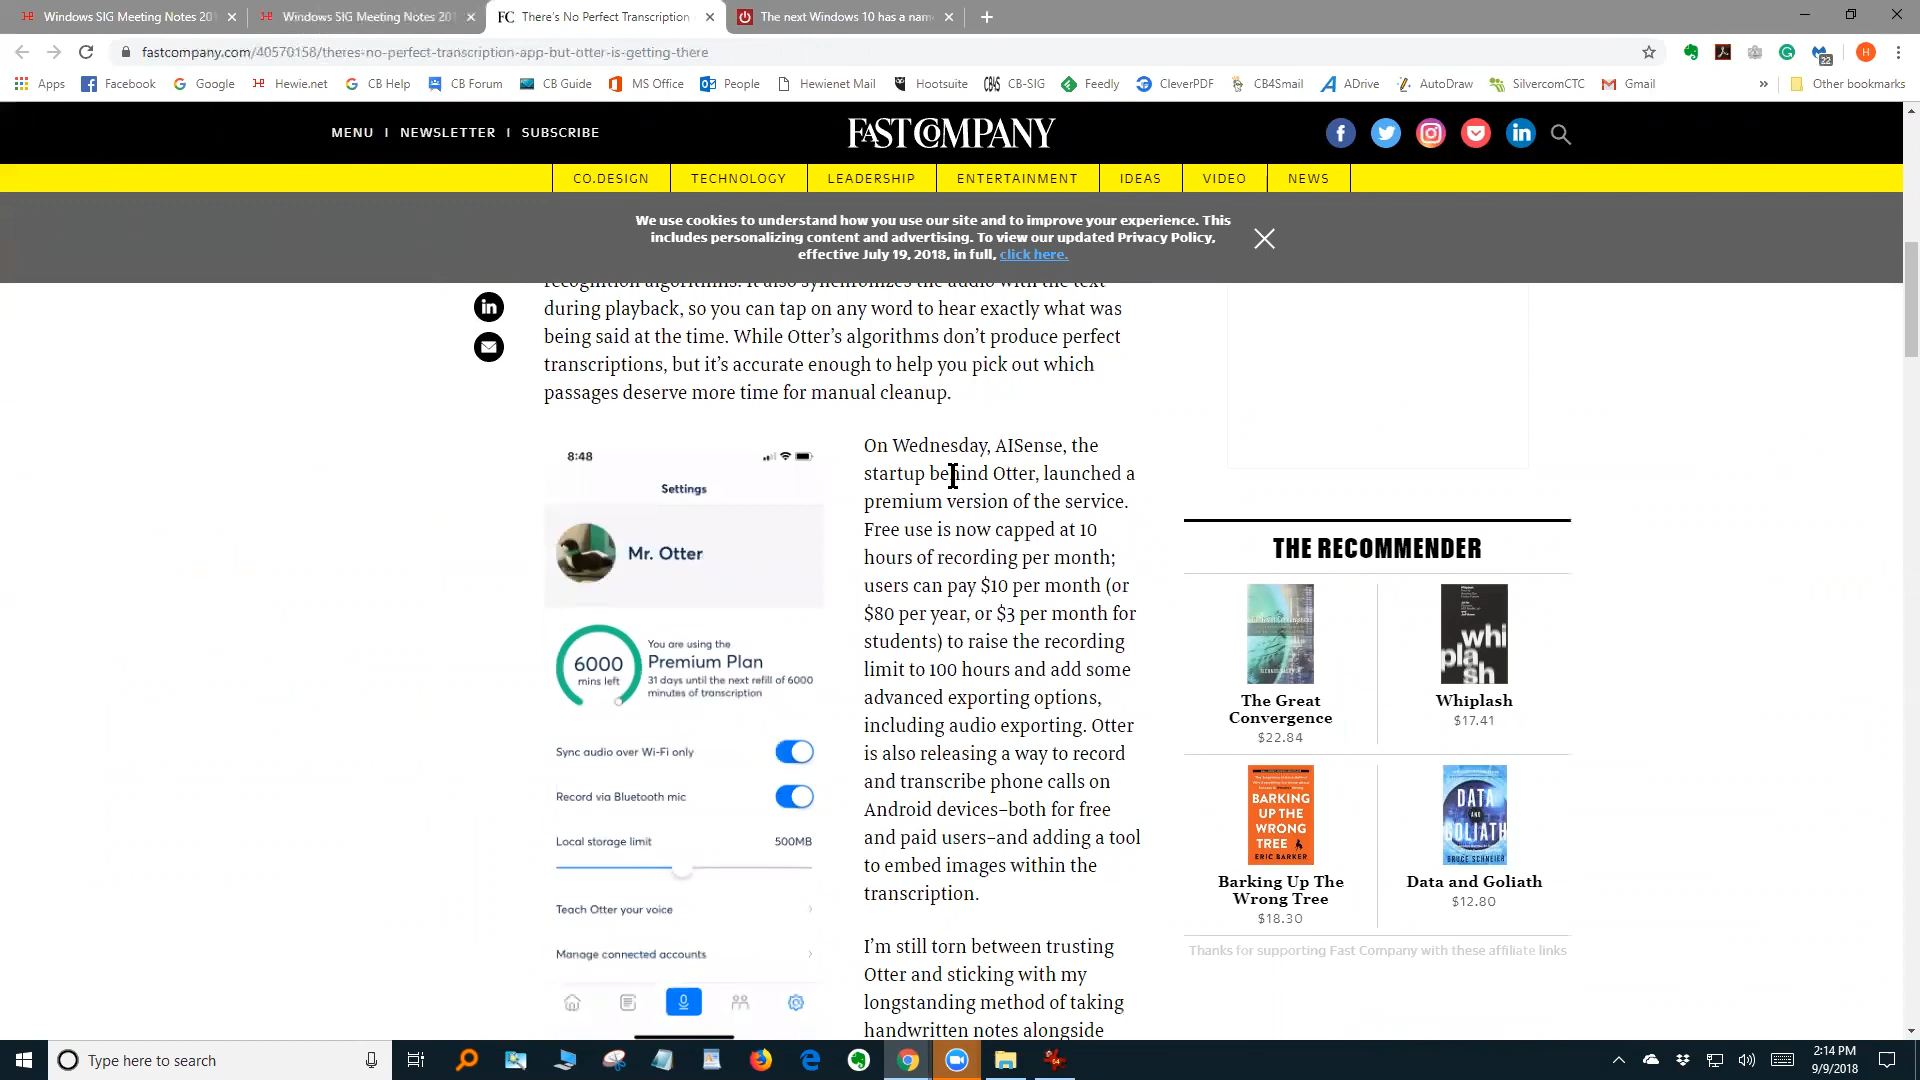 Windows SIG Meeting Notes 201
Windows SIG Meeting Notes 201
FC There's No Perfect Transcription
The next Windows 10 has a nam
fastcompany.com/40570158/theres-no-perfect-transcription-app-but-otter-is-getting-there
H
22
Apps
Facebook
Google
Hewie.net
CB Help
CB Forum
CB Guide
MS Office
People
Hewienet Mail
Hootsuite
CB-SIG
Feedly
CleverPDF
CB4Smail
ADrive
AutoDraw
SilvercomCTC
Gmail
»
Other bookmarks
MENU | NEWSLETTER | SUBSCRIBE
FAST COMPANY
CO.DESIGN
TECHNOLOGY
LEADERSHIP
ENTERTAINMENT
IDEAS
VIDEO
NEWS
We use cookies to understand how you use our site and to improve your experience. This
includes personalizing content and advertising. To view our updated Privacy Policy,
effective July 19, 2018, in full, click here.
recognition algorithms. It also synchronizes the audio with the text
during playback, so you can tap on any word to hear exactly what was
being said at the time. While Otter’s algorithms don’t produce perfect
transcriptions, but it’s accurate enough to help you pick out which
passages deserve more time for manual cleanup.
8:48
Settings
Mr. Otter
6000
mins left
You are using the
Premium Plan
31 days until the next refill of 6000
minutes of transcription
Sync audio over Wi-Fi only
Record via Bluetooth mic
Local storage limit 500MB
Teach Otter your voice
Manage connected accounts
On Wednesday, AISense, the
startup behind Otter, launched a
premium version of the service.
Free use is now capped at 10
hours of recording per month;
users can pay $10 per month (or
$80 per year, or $3 per month for
students) to raise the recording
limit to 100 hours and add some
advanced exporting options,
including audio exporting. Otter
is also releasing a way to record
and transcribe phone calls on
Android devices–both for free
and paid users–and adding a tool
to embed images within the
transcription.
I’m still torn between trusting
Otter and sticking with my
longstanding method of taking
handwritten notes alongside
THE RECOMMENDER
whi
pla
sh
The Great
Convergence
$22.84
Whiplash
$17.41
BARKING
UP THE
WRONG
TREE
ERIC BARKER
DATA
AND
GOLIATH
BRUCE SCHNEIER
Barking Up The
Wrong Tree
$18.30
Data and Goliath
$12.80
Thanks for supporting Fast Company with these affiliate links
Type here to search
2:14 PM
9/9/2018